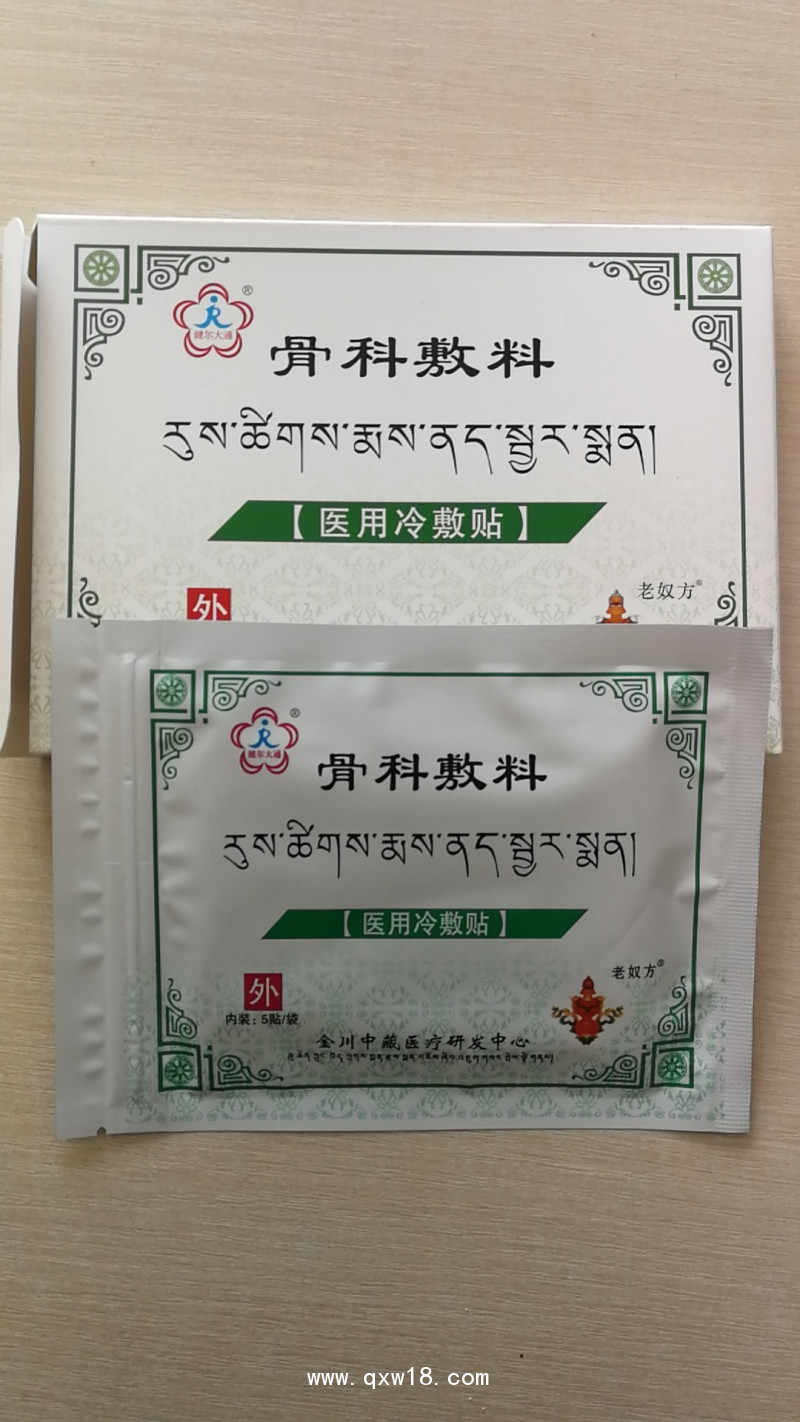 健尔大通
®
骨科敷料
རུས་ཚིགས་རྨས་ནད་སྦྱར་སྨན།
【医用冷敷贴】
外
老奴方®
健尔大通
®
骨科敷料
རུས་ཚིགས་རྨས་ནད་སྦྱར་སྨན།
【医用冷敷贴】
老奴方®
外
内装：5贴/袋
金川中藏医疗研发中心
www.qxw18.com